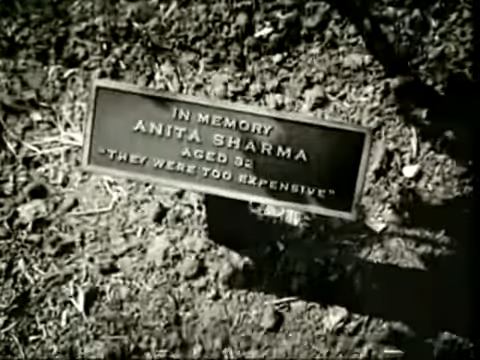 IN MEMORY
ANITA SHARMA
AGED 32
"THEY WERE TOO EXPENSIVE"